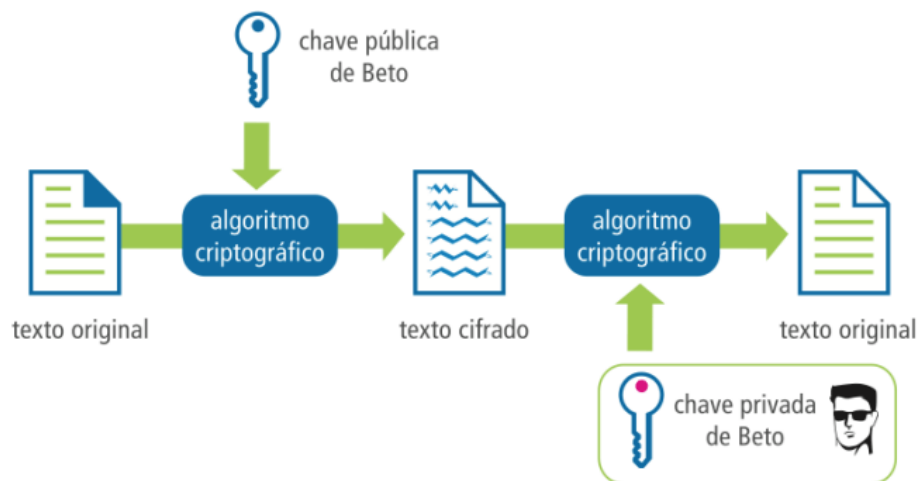 chave pública
de Beto
algoritmo
criptográfico
algoritmo
criptográfico
texto original
texto cifrado
texto original
chave privada
de Beto